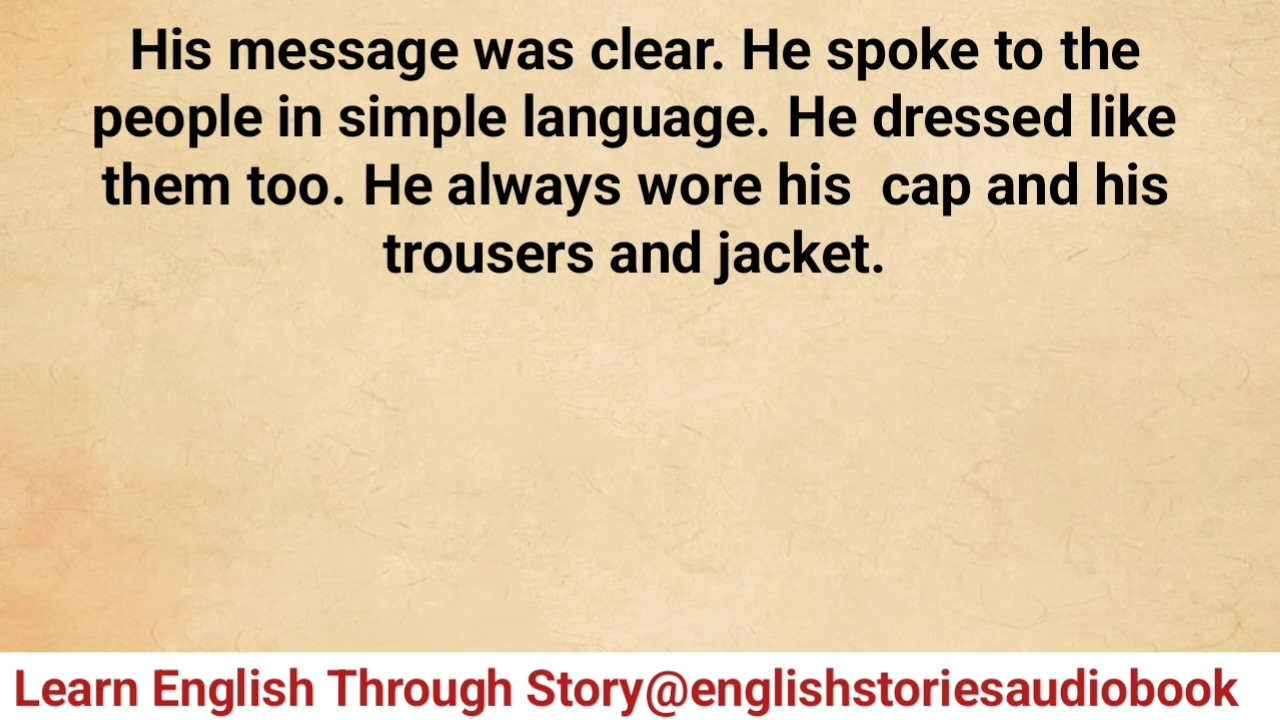 His message was clear. He spoke to the
people in simple language. He dressed like
them too. He always wore his  cap and his
trousers and jacket.
Learn English Through Story@englishstoriesaudiobook